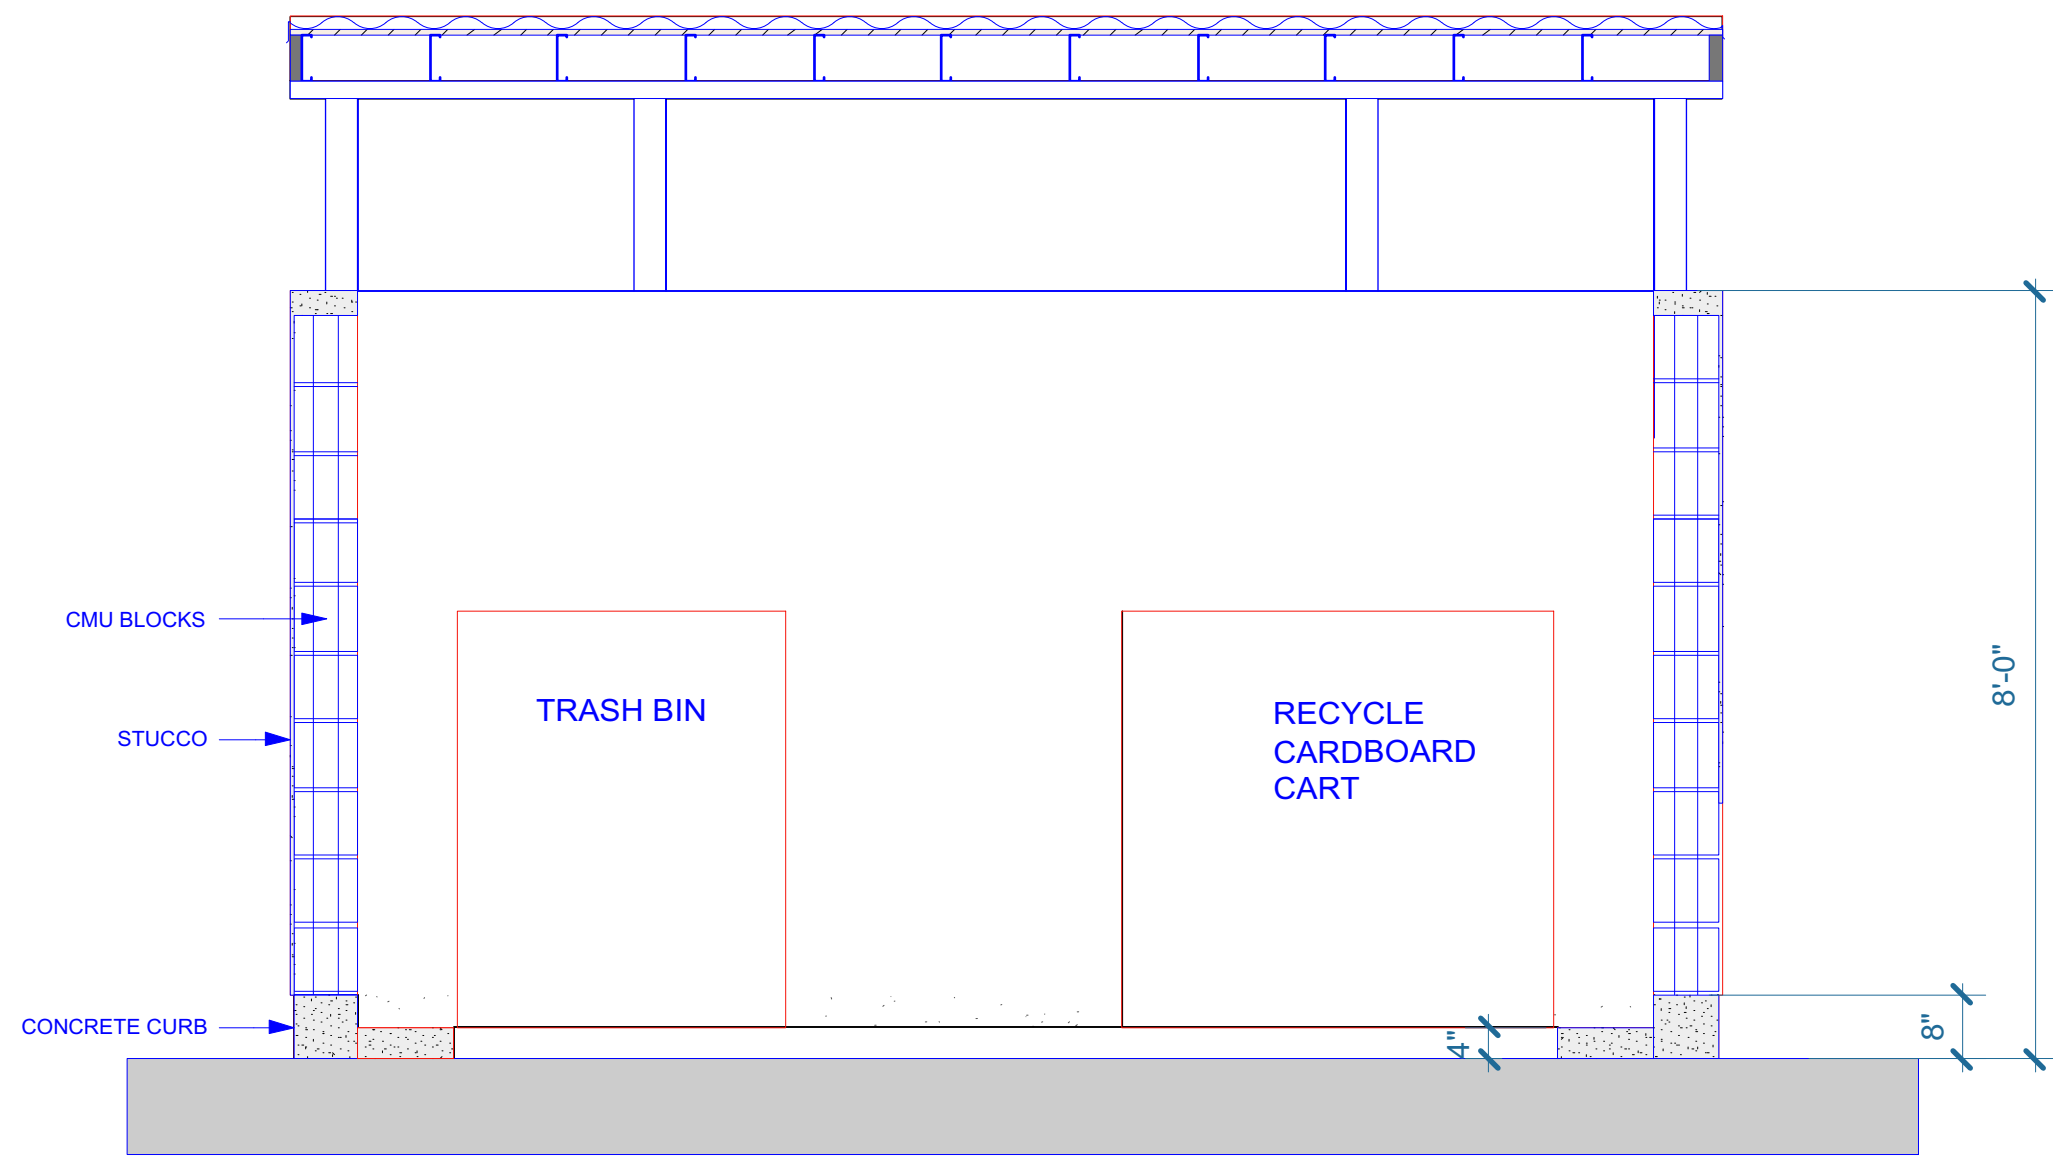 CMU BLOCKS
STUCCO
CONCRETE CURB
TRASH BIN
RECYCLE
CARDBOARD
CART
4"
8"
8'-0"